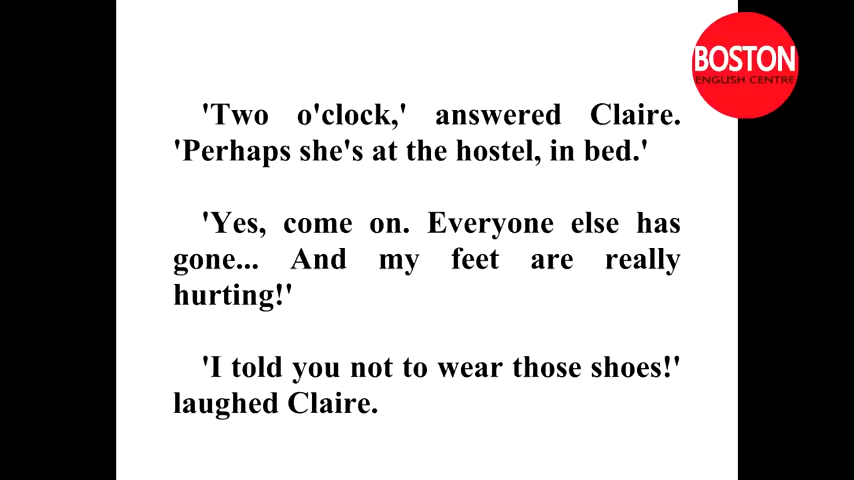 BOSTON
ENGLISH CENTRE
'Two o'clock,' answered Claire.
'Perhaps she's at the hostel, in bed.'
'Yes, come on. Everyone else has
gone... And my feet are really
hurting!'
'I told you not to wear those shoes!'
laughed Claire.